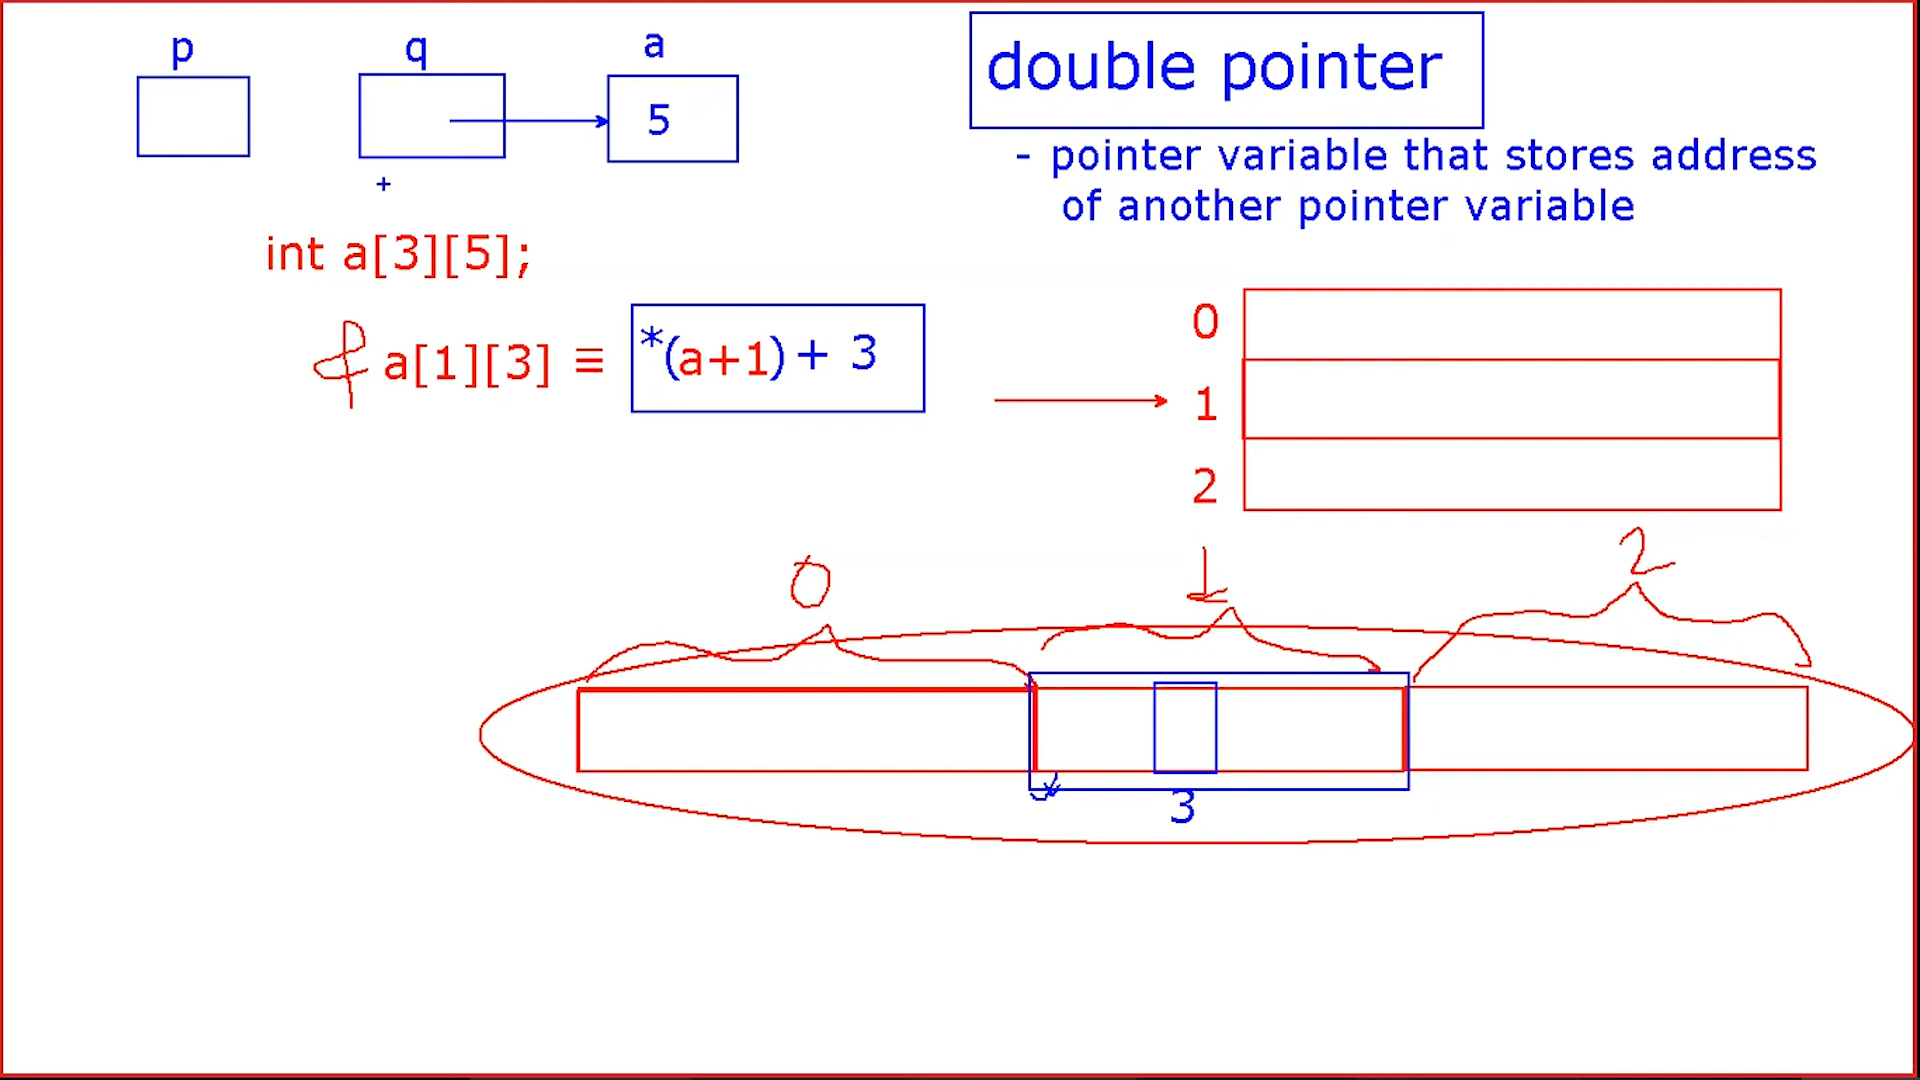 p q a
5
double pointer
- pointer variable that stores address
of another pointer variable
+
int a[3][5];
& a[1][3] ≡ *(a+1)+ 3
0
1
2
0 1 2
3